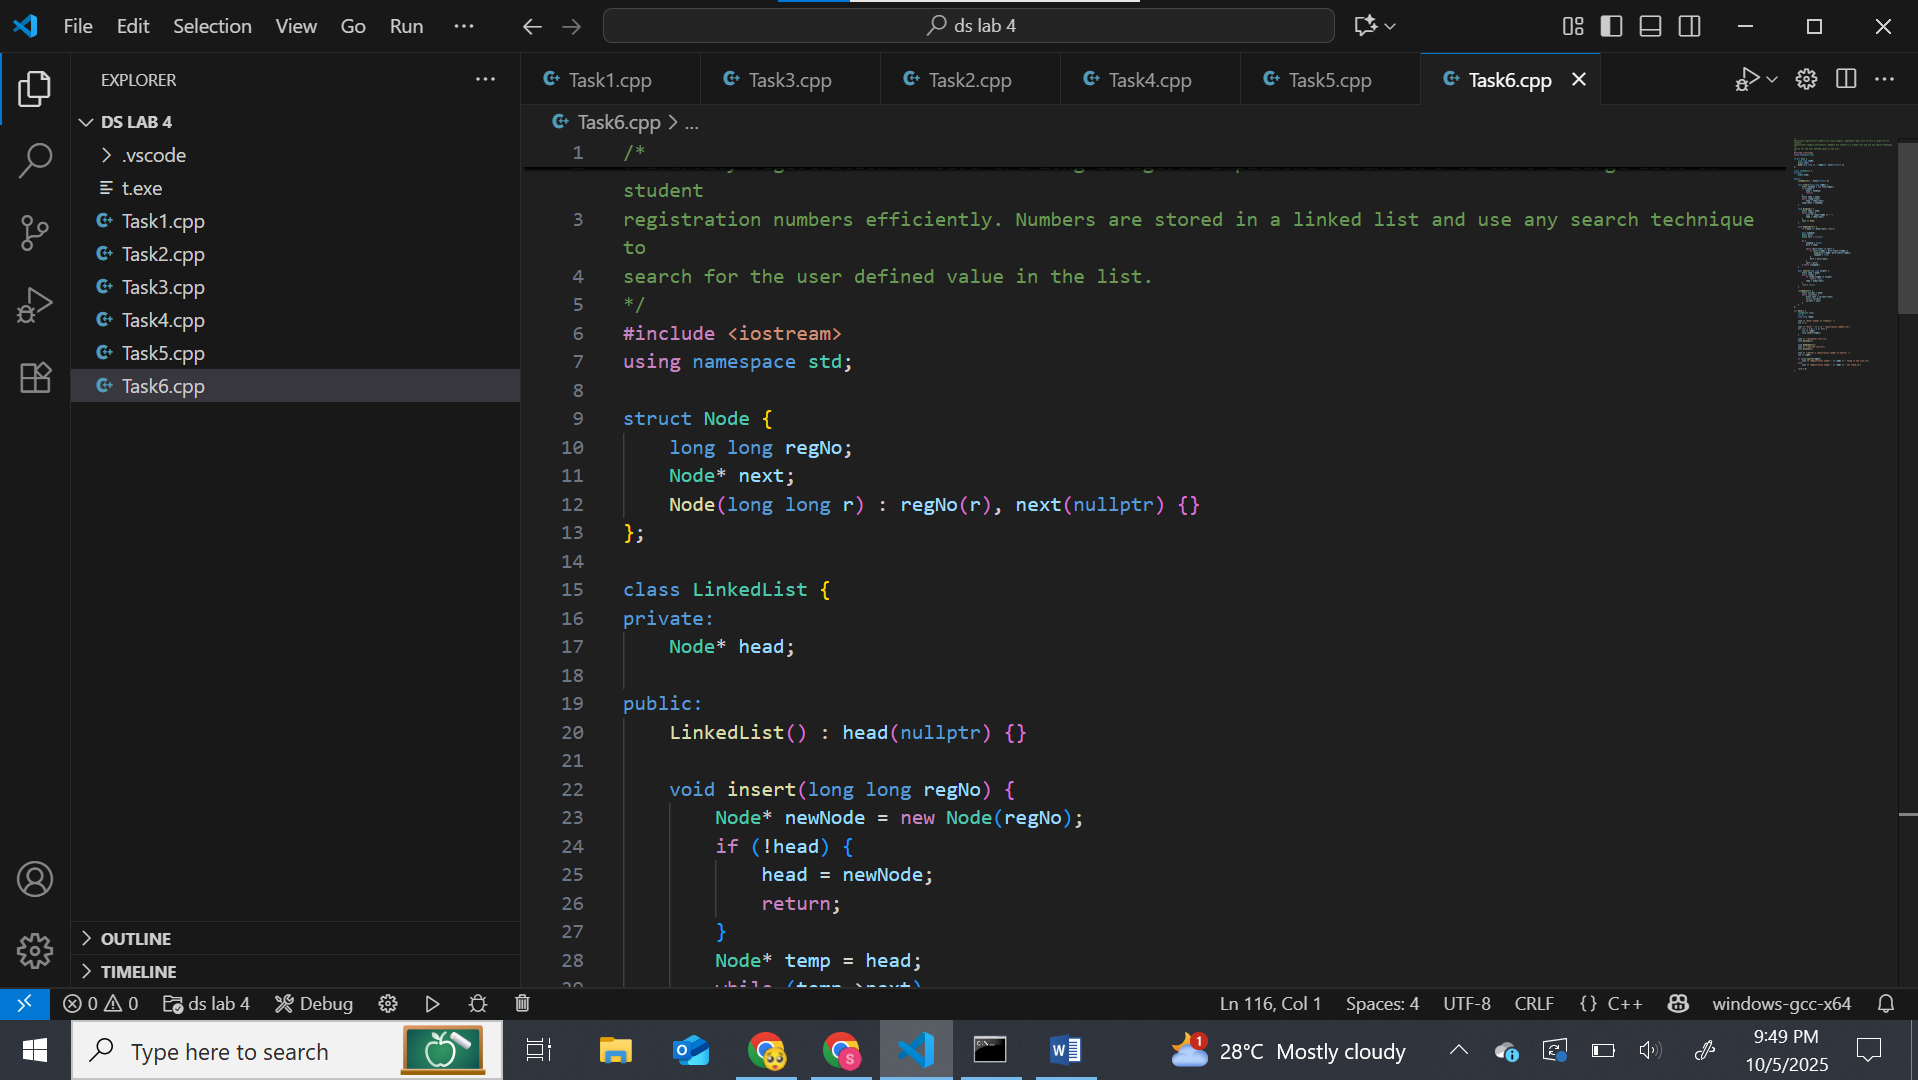 File Edit Selection View Go Run ...
ds lab 4
EXPLORER ...
DS LAB 4
.vscode
t.exe
Task1.cpp
Task2.cpp
Task3.cpp
Task4.cpp
Task5.cpp
Task6.cpp
OUTLINE
TIMELINE
Task1.cpp Task3.cpp Task2.cpp Task4.cpp Task5.cpp Task6.cpp
Task6.cpp > ...
1 /*
student
3 registration numbers efficiently. Numbers are stored in a linked list and use any search technique
to
4 search for the user defined value in the list.
5 */
6 #include <iostream>
7 using namespace std;
8
9 struct Node {
10 long long regNo;
11 Node* next;
12 Node(long long r) : regNo(r), next(nullptr) {}
13 };
14
15 class LinkedList {
16 private:
17 Node* head;
18
19 public:
20 LinkedList() : head(nullptr) {}
21
22 void insert(long long regNo) {
23 Node* newNode = new Node(regNo);
24 if (!head) {
25 head = newNode;
26 return;
27 }
28 Node* temp = head;
0 0 ds lab 4 Debug
Ln 116, Col 1 Spaces: 4 UTF-8 CRLF {} C++ windows-gcc-x64
Type here to search
1 28°C Mostly cloudy
9:49 PM
10/5/2025